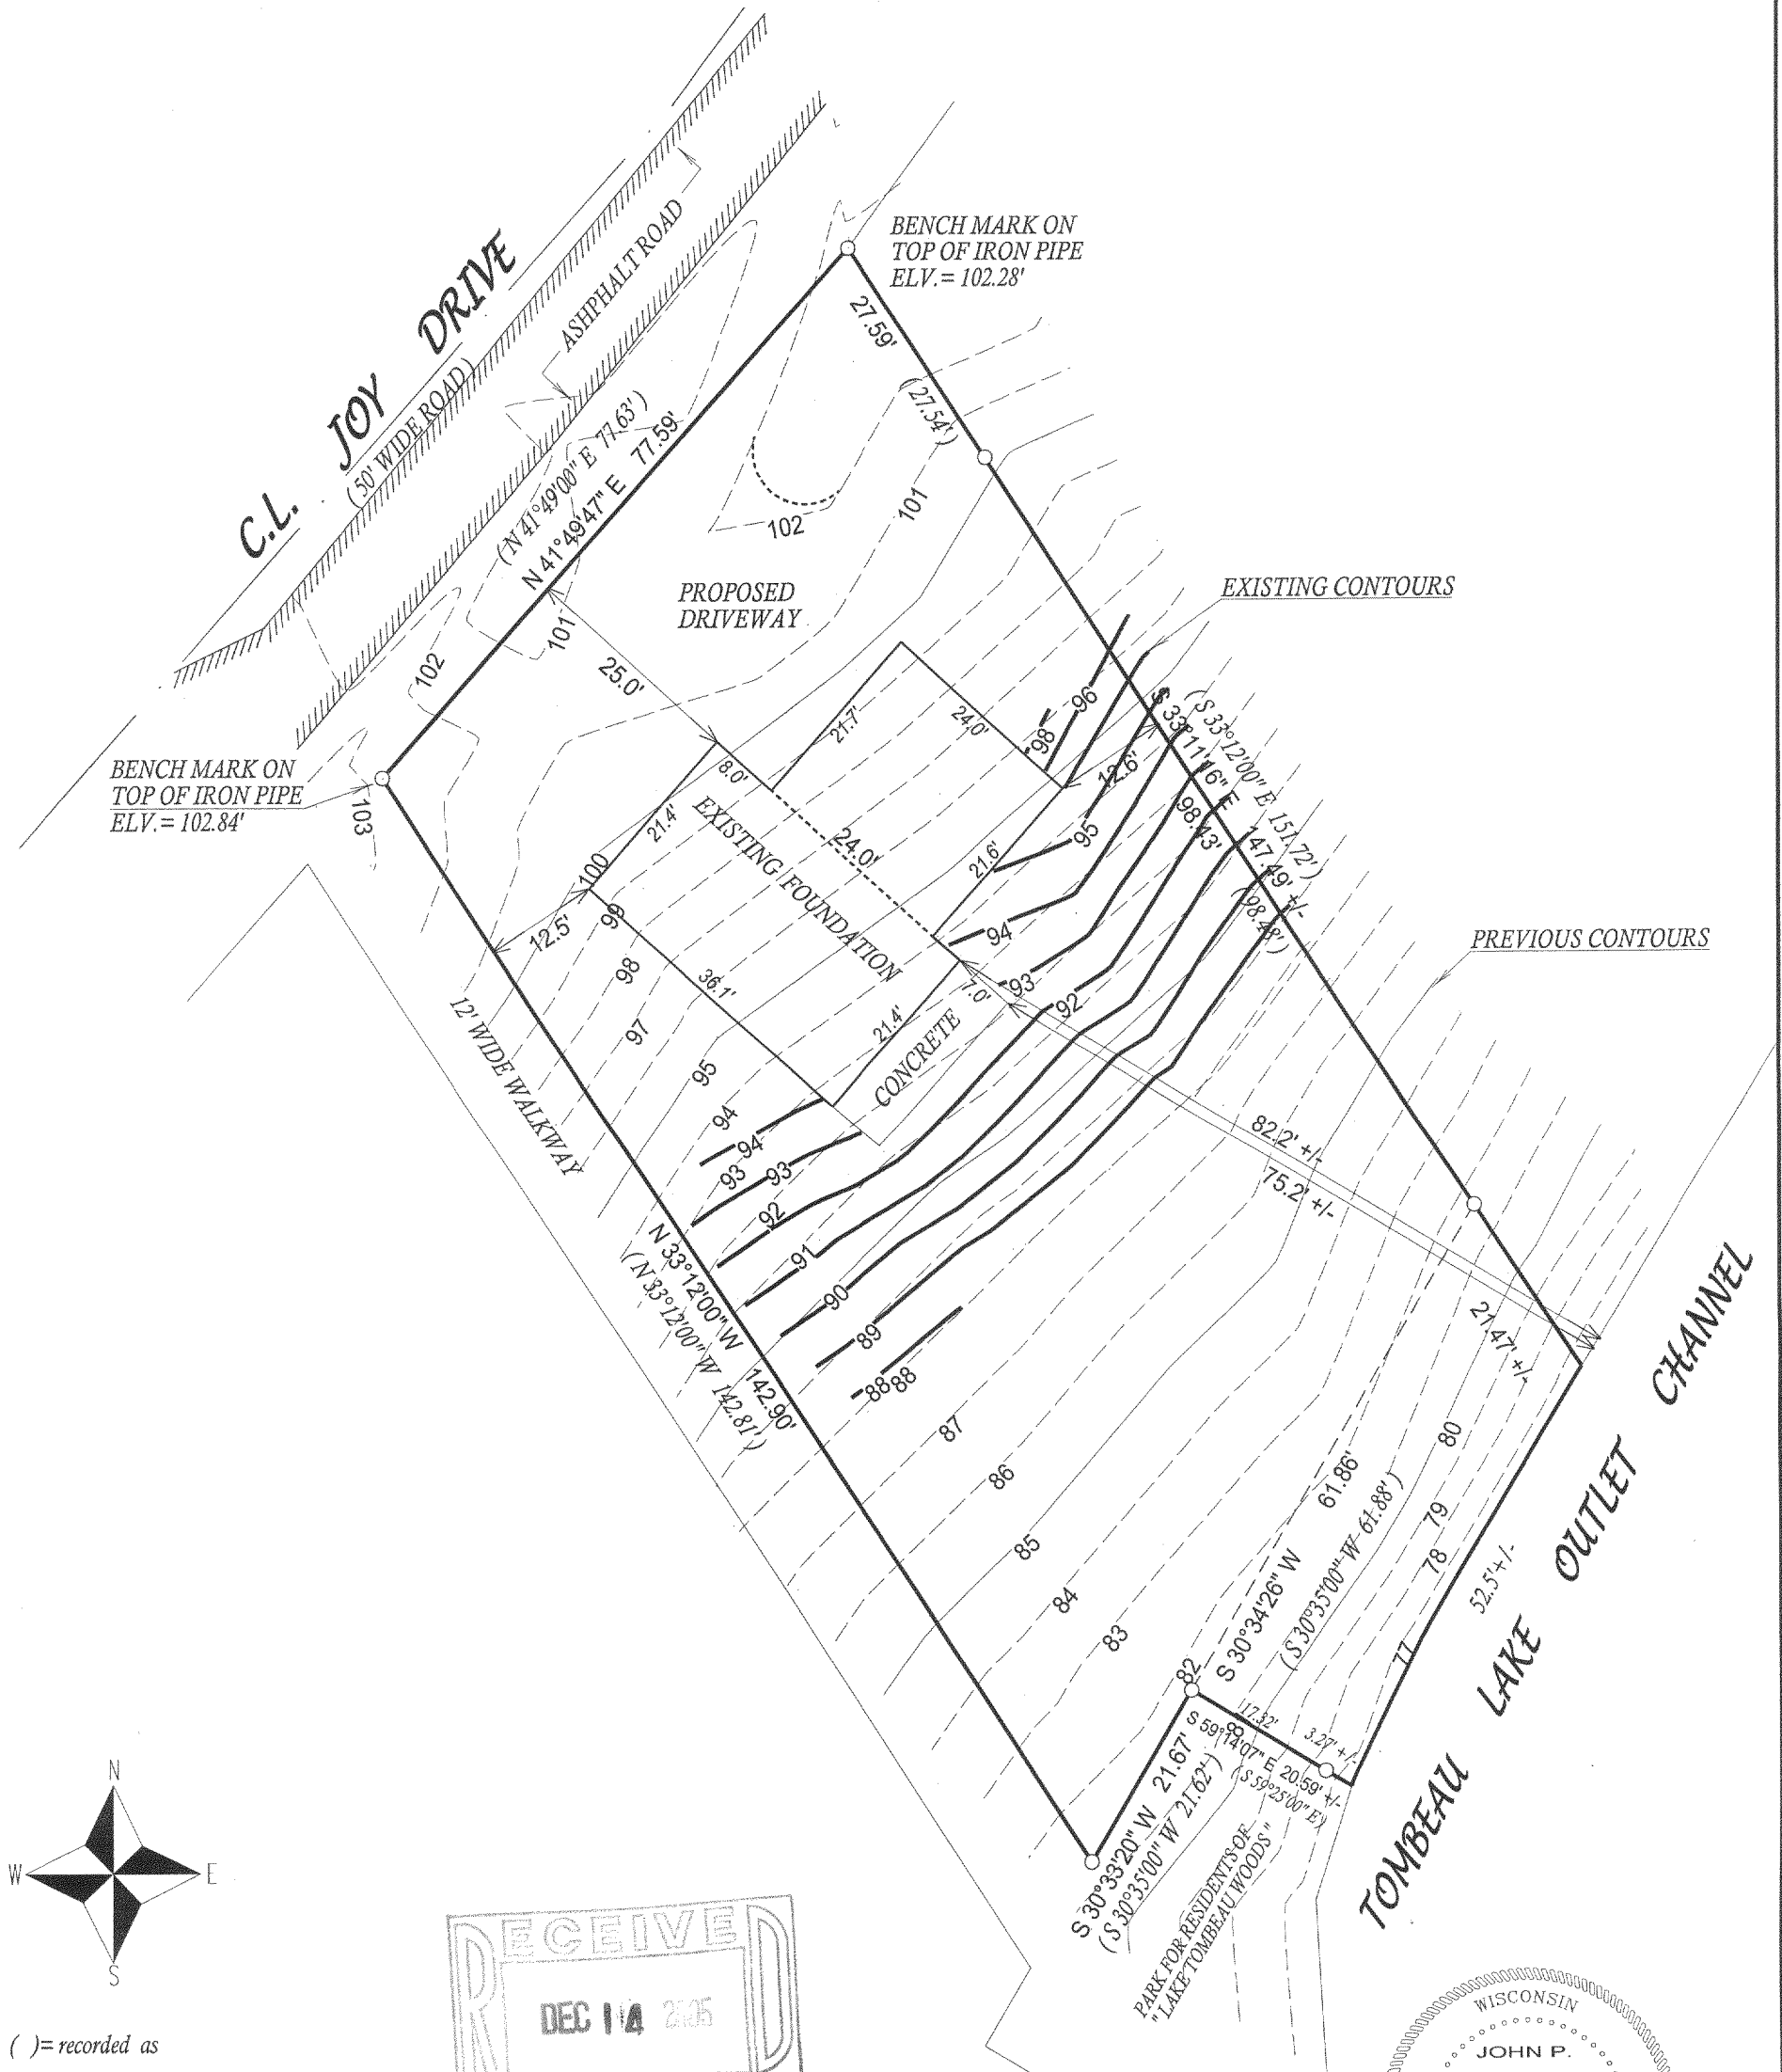 C.L. JOY DRIVE
(50' WIDE ROAD)
ASHPHALT ROAD
BENCH MARK ON
TOP OF IRON PIPE
ELV.= 102.28'
27.59'
(27.54')
(N 41°49'00" E 77.63')
N 41°49'47" E 77.59'
102
101
PROPOSED
DRIVEWAY
EXISTING CONTOURS
101
102
25.0'
BENCH MARK ON
TOP OF IRON PIPE
ELV.= 102.84'
103
21.7'
24.0'
98
96
12.6'
S 33°11'16" E 147.49' +/-
(S 33°12'00" E 151.72')
98.43'
(98.48')
8.0'
21.4'
24.0'
21.6'
95
EXISTING FOUNDATION
100
99
98
97
95
94
12.5'
36.1'
94
93
92
PREVIOUS CONTOURS
7.0'
21.4'
CONCRETE
12' WIDE WALKWAY
82.2' +/-
75.2' +/-
94
93
93
92
91
90
89
88
88
N 33°12'00" W 142.90'
(N 33°12'00" W 142.81')
87
86
85
84
83
82
21.47' +/-
61.86'
S 30°34'26" W
(S 30°35'00" W 61.88')
80
79
78
77
52.5'+/-
TOMBEAU LAKE OUTLET CHANNEL
17.32'
3.27' +/-
S 59°14'07" E 20.59' +/-
(S 59°25'00" E)
S 30°33'20" W 21.67'
(S 30°35'00" W 21.62')
PARK FOR RESIDENTS OF
"LAKE TOMBEAU WOODS"
N
W
E
S
RECEIVED
DEC 14 2005
( )= recorded as
WISCONSIN
JOHN P.